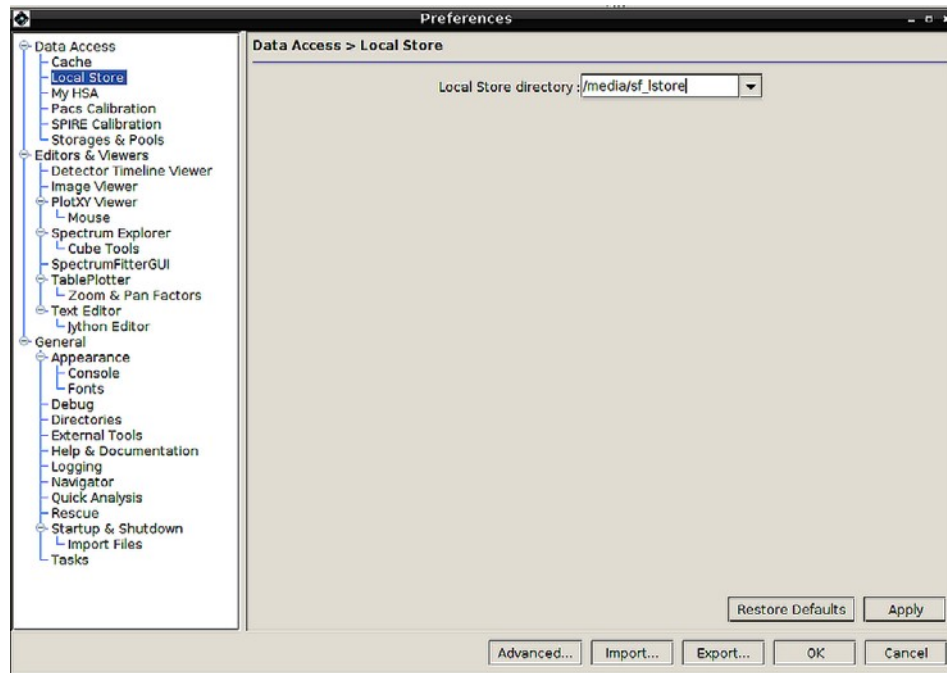 Preferences
Data Access
Cache
Local Store
My HSA
Pacs Calibration
SPIRE Calibration
Storages & Pools
Editors & Viewers
Detector Timeline Viewer
Image Viewer
PlotXY Viewer
Mouse
Spectrum Explorer
Cube Tools
SpectrumFitterGUI
TablePlotter
Zoom & Pan Factors
Text Editor
Jython Editor
General
Appearance
Console
Fonts
Debug
Directories
External Tools
Help & Documentation
Logging
Navigator
Quick Analysis
Rescue
Startup & Shutdown
Import Files
Tasks
Data Access > Local Store
Local Store directory : /media/sf_lstore
Restore Defaults Apply
Advanced... Import... Export... OK Cancel